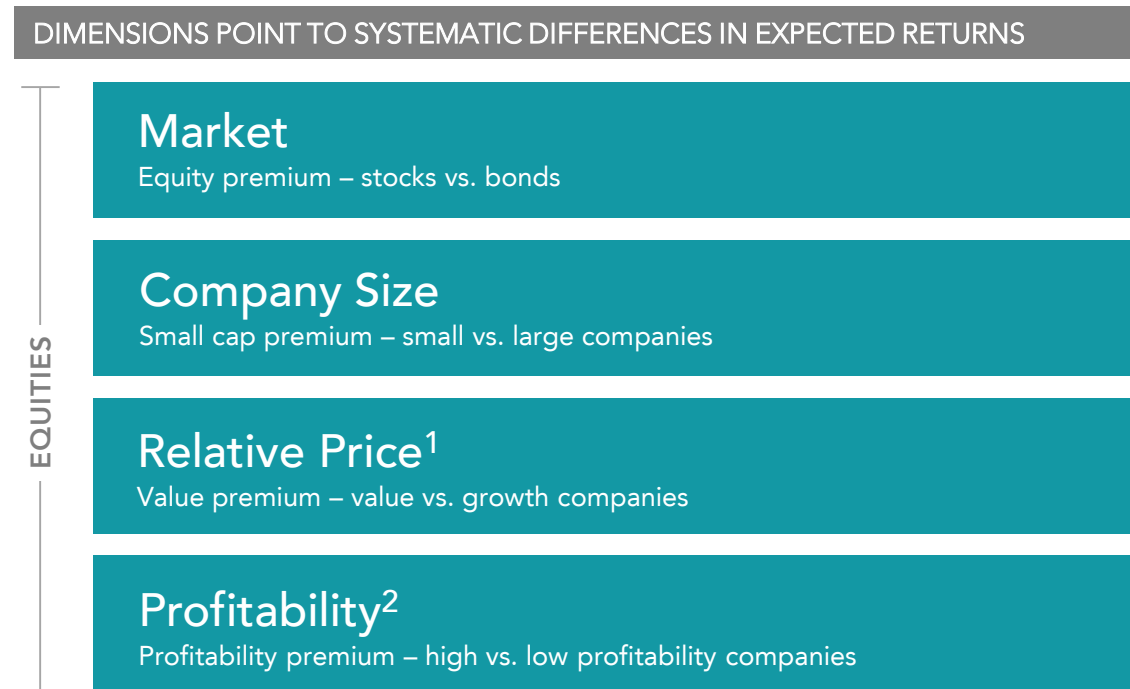 DIMENSIONS POINT TO SYSTEMATIC DIFFERENCES IN EXPECTED RETURNS
EQUITIES
Market
Equity premium – stocks vs. bonds
Company Size
Small cap premium – small vs. large companies
Relative Price¹
Value premium – value vs. growth companies
Profitability²
Profitability premium – high vs. low profitability companies